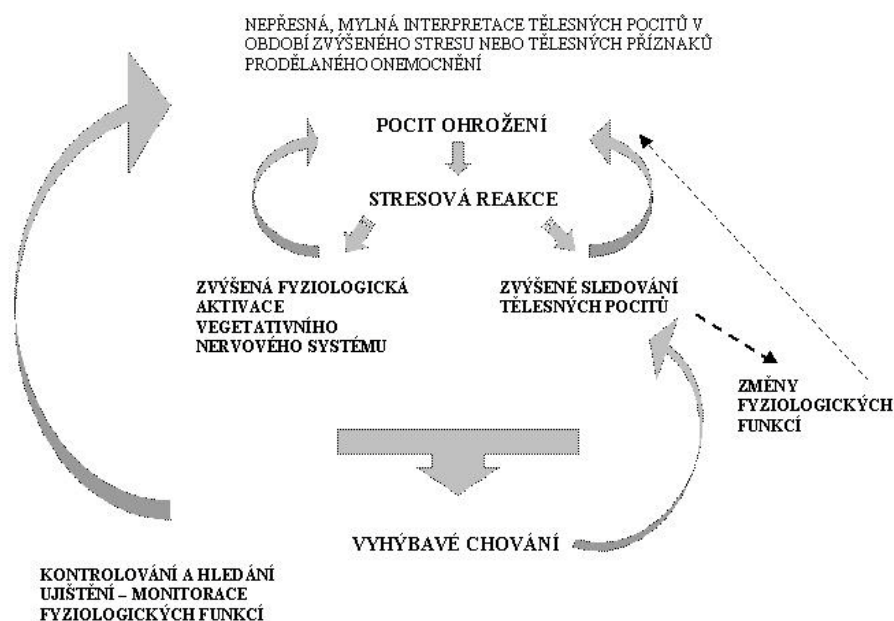 NEPŘESNÁ, MYLNÁ INTERPRETACE TĚLESNÝCH POCITŮ V
OBDOBÍ ZVÝŠENÉHO STRESU NEBO TĚLESNÝCH PŘÍZNAKŮ
PRODĚLANÉHO ONEMOCNĚNÍ
POCIT OHROŽENÍ
STRESOVÁ REAKCE
ZVÝŠENÁ FYZIOLOGICKÁ
AKTIVACE
VEGETATIVNÍHO
NERVOVÉHO SYSTÉMU
ZVÝŠENÉ SLEDOVÁNÍ
TĚLESNÝCH POCITŮ
ZMĚNY
FYZIOLOGICKÝCH
FUNKCÍ
VYHÝBAVÉ CHOVÁNÍ
KONTROLOVÁNÍ A HLEDÁNÍ
UJIŠTĚNÍ – MONITORACE
FYZIOLOGICKÝCH FUNKCÍ